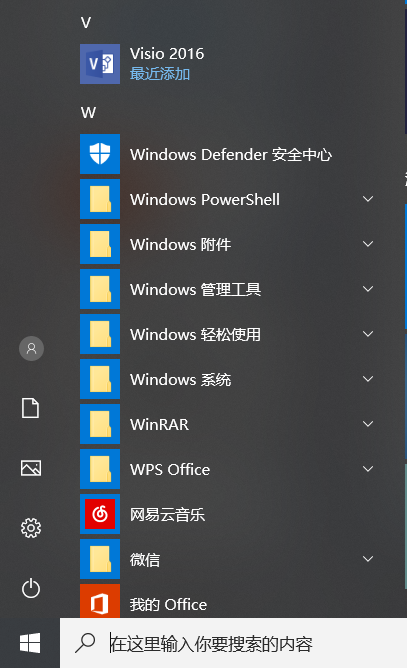 V
Visio 2016
最近添加
W
Windows Defender 安全中心
Windows PowerShell
Windows 附件
Windows 管理工具
Windows 轻松使用
Windows 系统
WinRAR
WPS Office
网易云音乐
微信
我的 Office
在这里输入你要搜索的内容